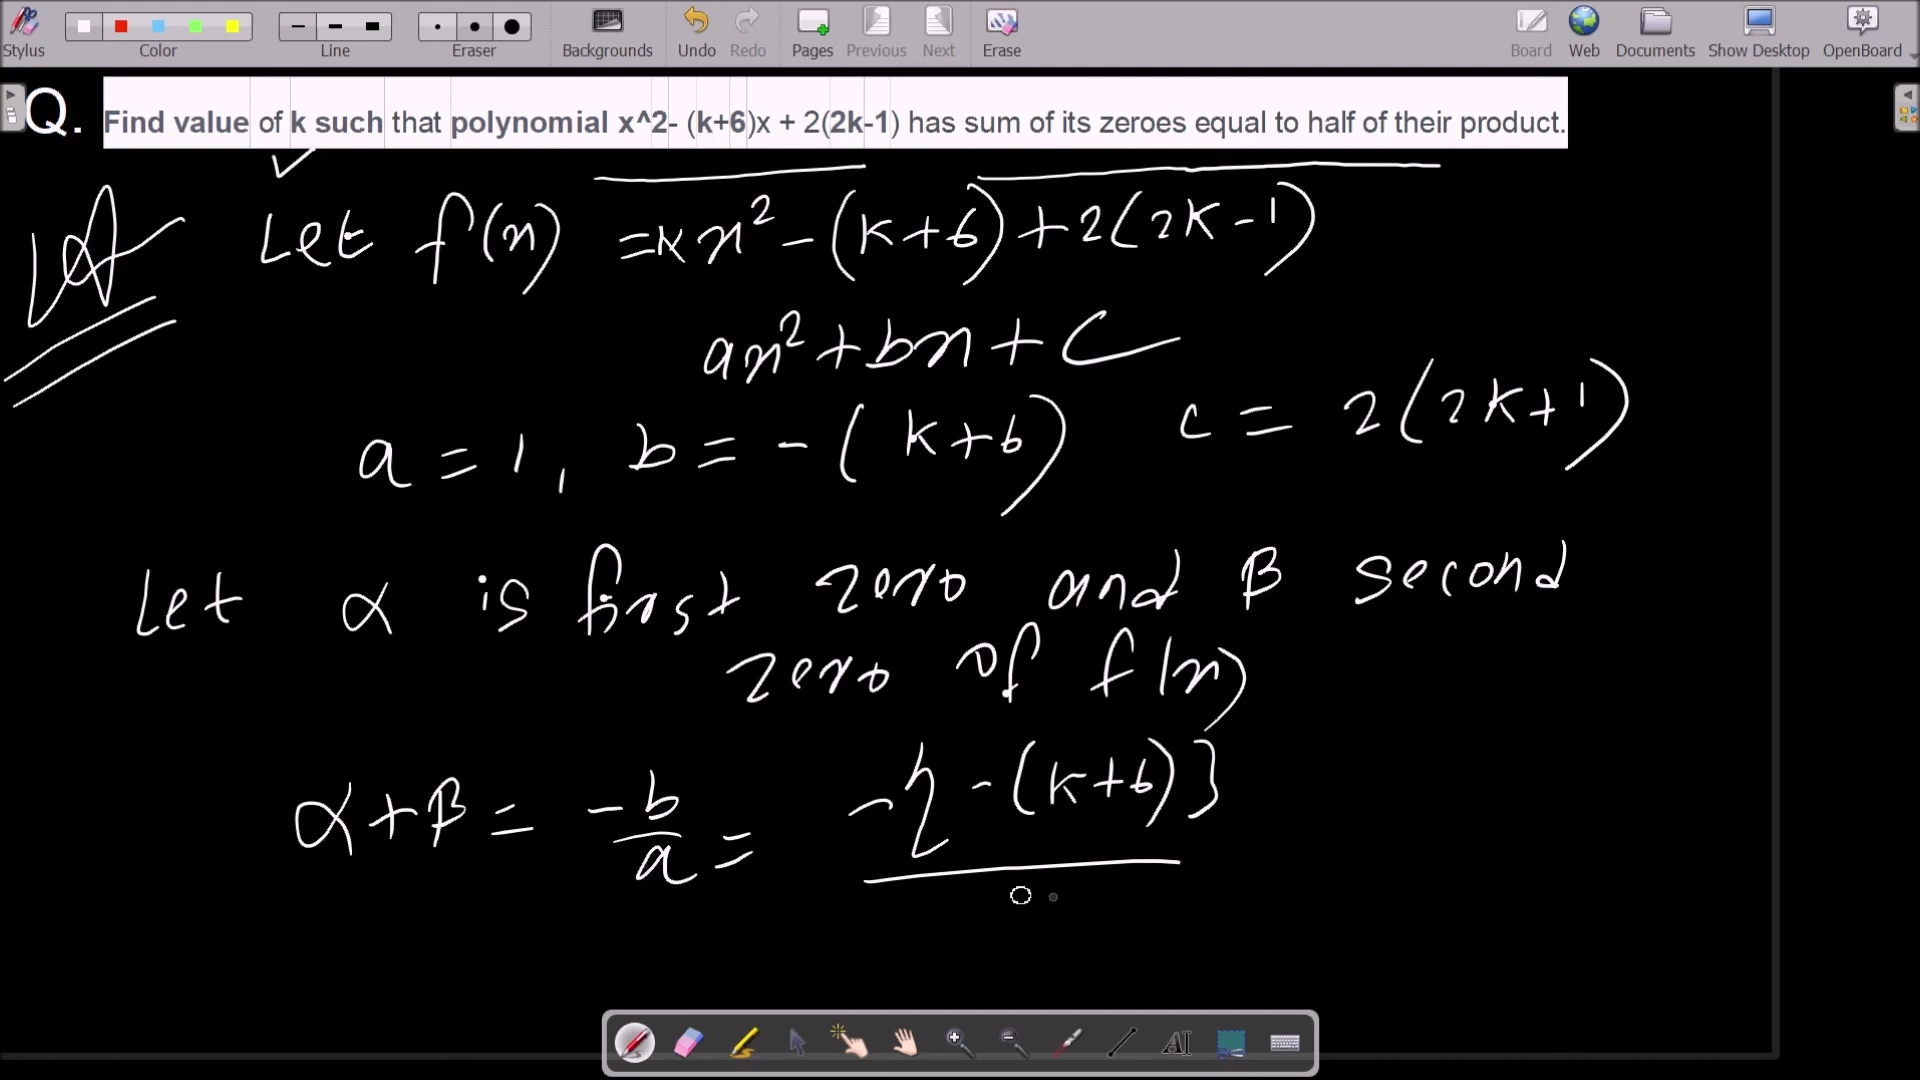 Stylus Color Line Eraser Backgrounds Undo Redo Pages Previous Next Erase Board Web Documents Show Desktop OpenBoard
Q. Find value of k such that polynomial x^2- (k+6)x + 2(2k-1) has sum of its zeroes equal to half of their product.
Let f(x) = x² - (k+6) + 2(2k-1)
ax² + bx + c
a = 1, b = -(k+6) c = 2(2k+1)
Let α is first zero and β second
zero of f(x)
α+β = -b/a = -{-(k+6)}
AI